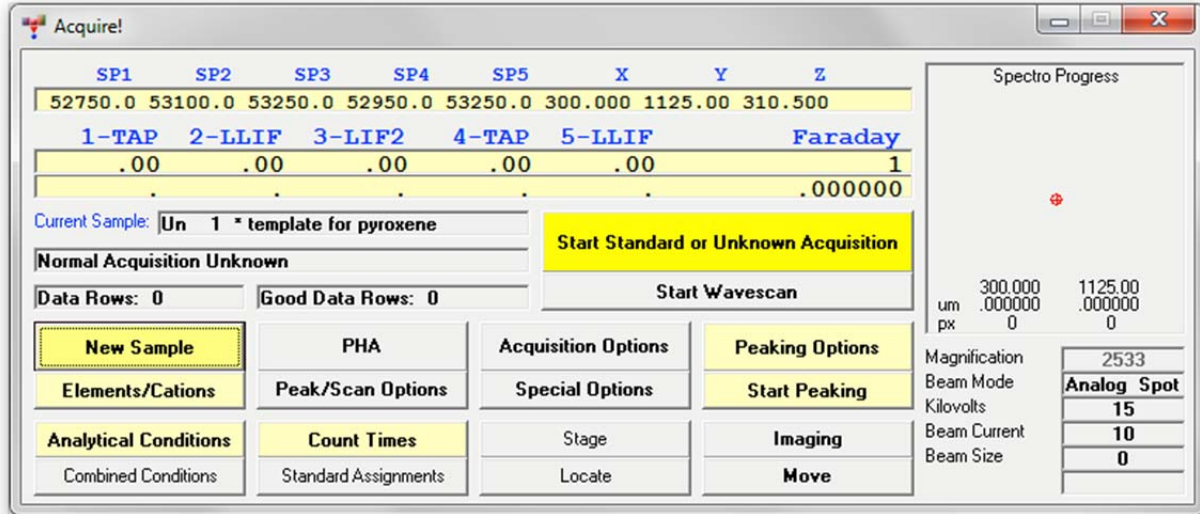 Acquire!
SP1 SP2 SP3 SP4 SP5 X Y Z
52750.0 53100.0 53250.0 52950.0 53250.0 300.000 1125.00 310.500
1-TAP 2-LLIF 3-LIF2 4-TAP 5-LLIF Faraday
.00 .00 .00 .00 .00 1
. . . . . .000000
Current Sample: Un 1 * template for pyroxene
Normal Acquisition Unknown
Data Rows: 0 Good Data Rows: 0
Start Standard or Unknown Acquisition
Start Wavescan
New Sample PHA Acquisition Options Peaking Options
Elements/Cations Peak/Scan Options Special Options Start Peaking
Analytical Conditions Count Times Stage Imaging
Combined Conditions Standard Assignments Locate Move
Spectro Progress
300.000 1125.00
um .000000 .000000
px 0 0
Magnification 2533
Beam Mode Analog Spot
Kilovolts 15
Beam Current 10
Beam Size 0